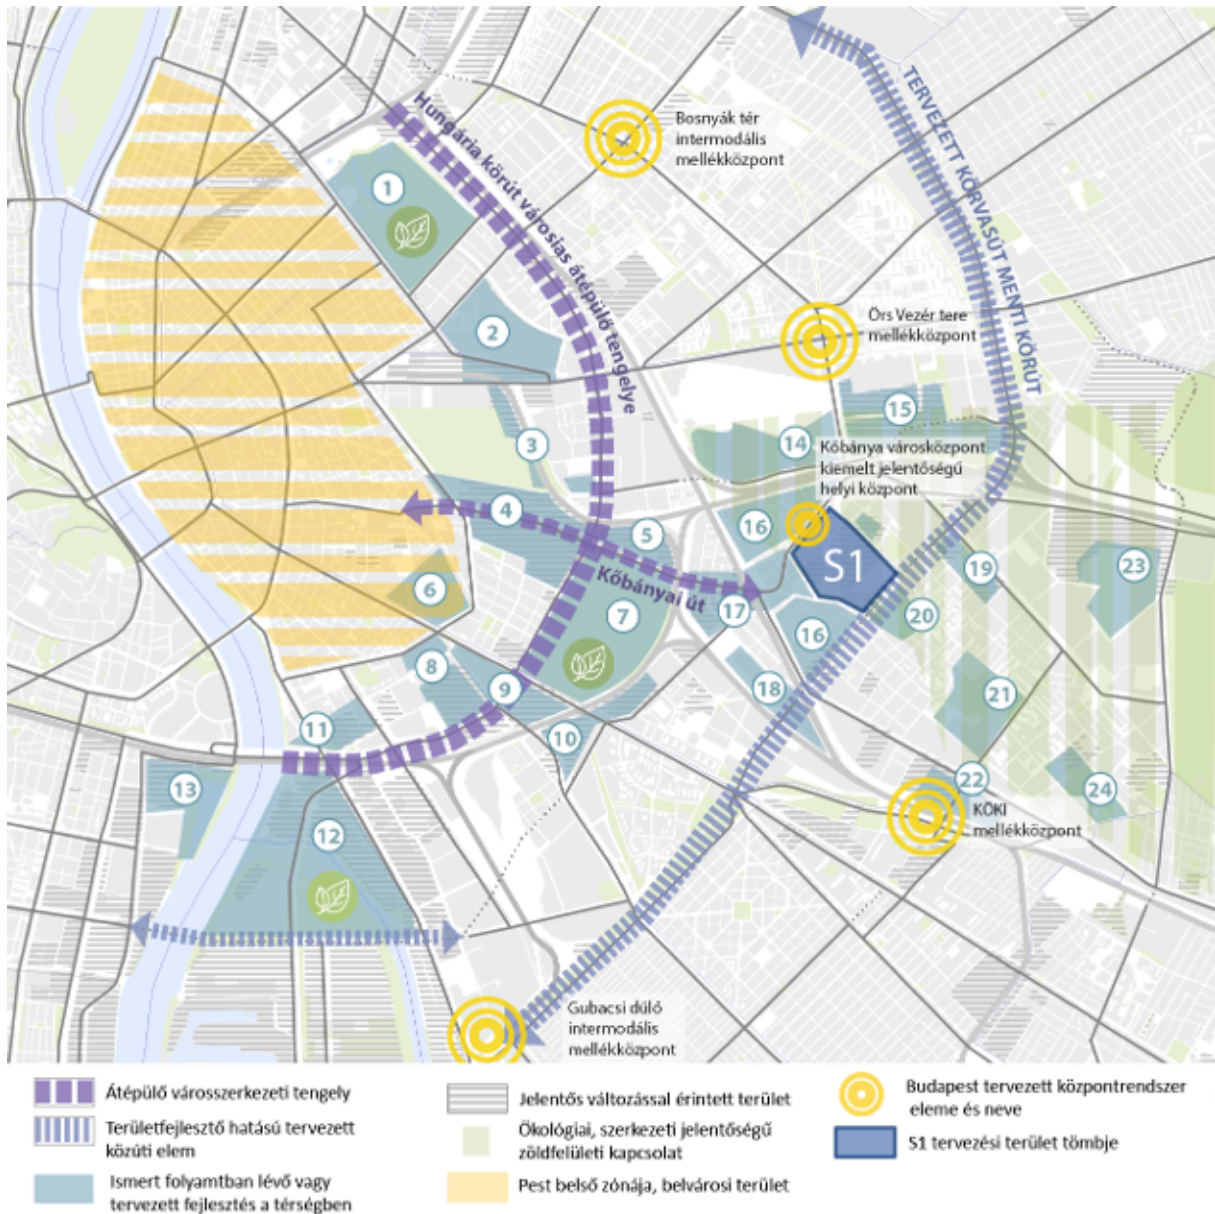 Hungária körút városias átépülő tengelye
Bosnyák tér
intermodális
mellékközpont
TERVEZETT KÖRVASÚT MENTI KÖRÚT
1
Örs Vezér tere
mellékközpont
2
3
15
14
Kőbánya városközpont
kiemelt jelentőségű
helyi központ
4
5
16
S1
6
Kőbányai út
7
17
16
19
20
23
8
9
18
21
11
10
13
22
24
KÖKI
mellékközpont
12
Gubacsi dűlő
intermodális
mellékközpont
Átépülő városszerkezeti tengely
Területfejlesztő hatású tervezett
közúti elem
Ismert folyamtban lévő vagy
tervezett fejlesztés a térségben
Jelentős változással érintett terület
Ökológiai, szerkezeti jelentőségű
zöldfelületi kapcsolat
Pest belső zónája, belvárosi terület
Budapest tervezett központrendszer
eleme és neve
S1 tervezési terület tömbje